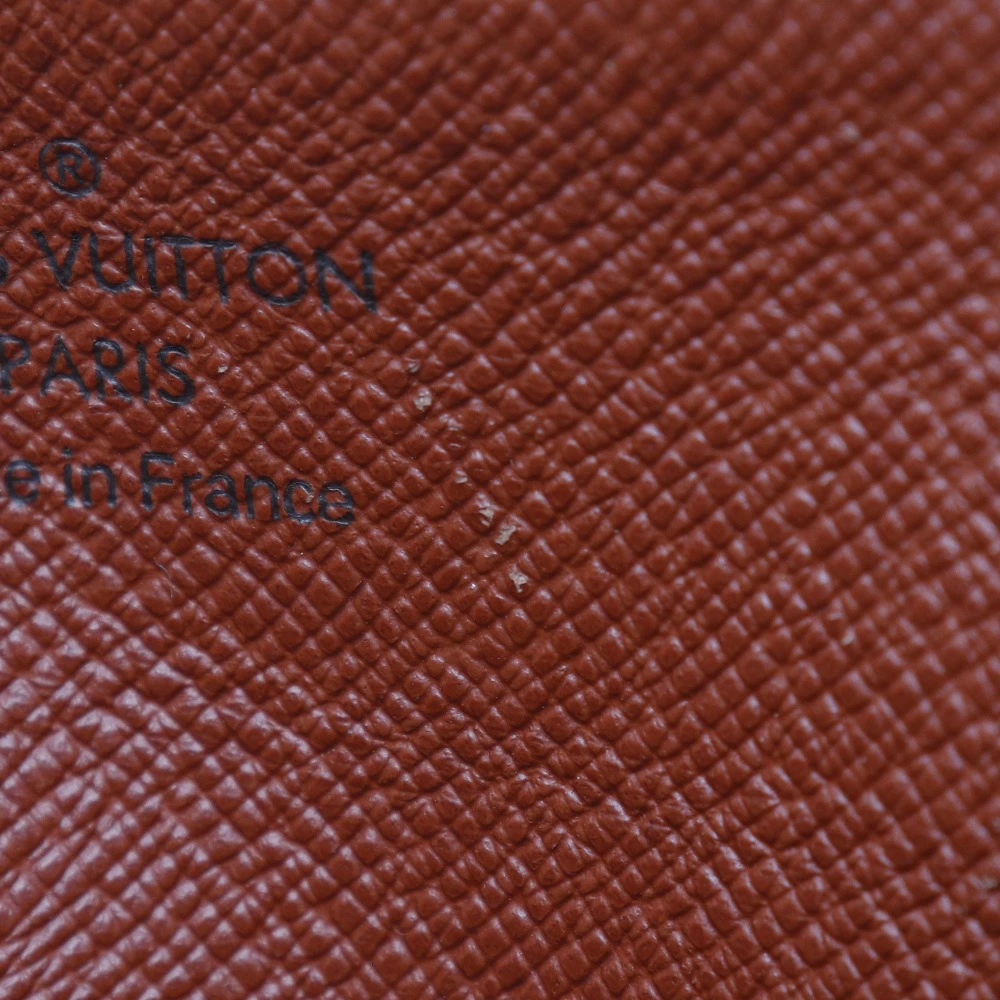 ®
VUITTON
PARIS
in France